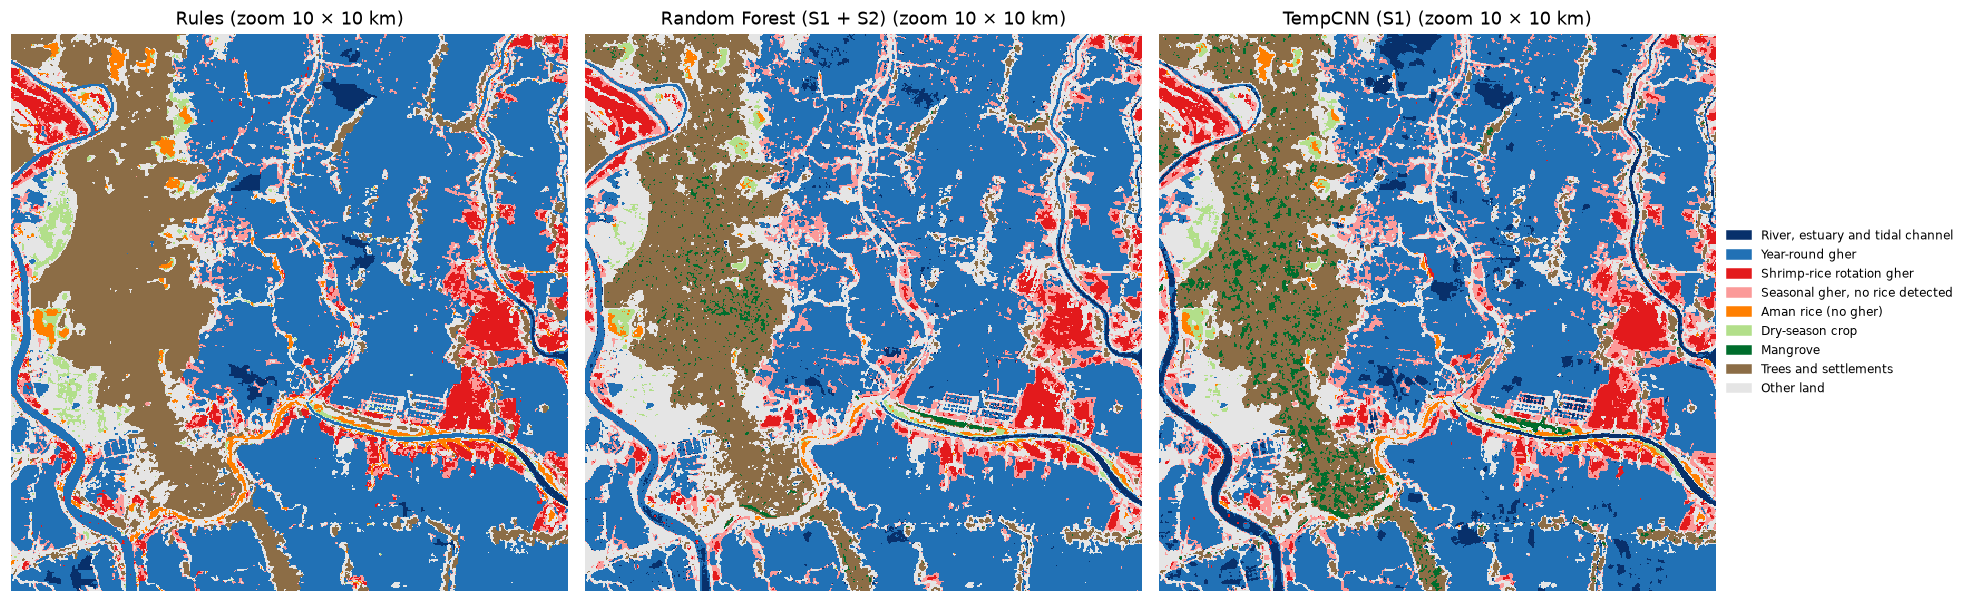 Rules (zoom 10 × 10 km)
Random Forest (S1 + S2) (zoom 10 × 10 km)
TempCNN (S1) (zoom 10 × 10 km)
River, estuary and tidal channel
Year-round gher
Shrimp-rice rotation gher
Seasonal gher, no rice detected
Aman rice (no gher)
Dry-season crop
Mangrove
Trees and settlements
Other land